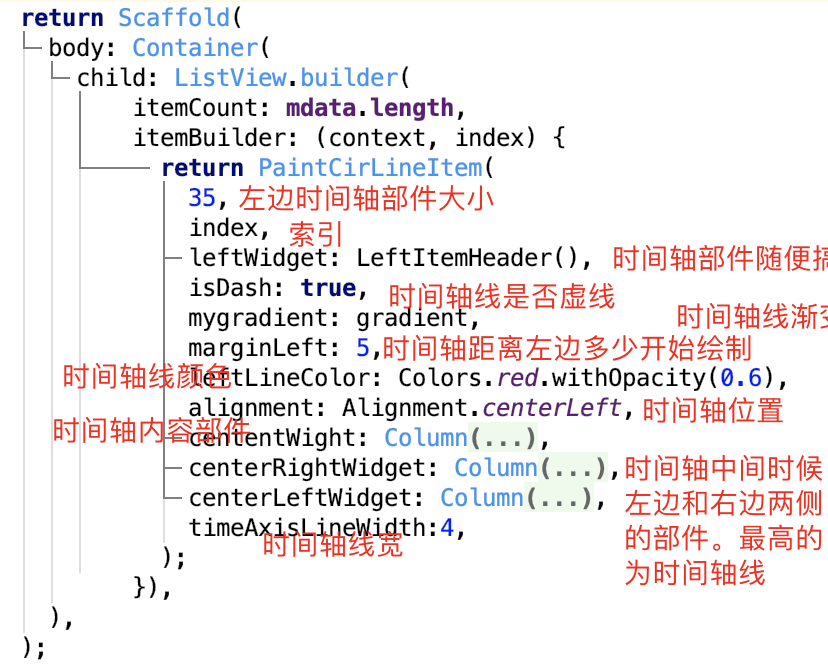 return Scaffold(
body: Container(
child: ListView.builder(
itemCount: mdata.length,
itemBuilder: (context, index) {
return PaintCirLineItem(
35, 左边时间轴部件大小
index, 索引
leftWidget: LeftItemHeader(), 时间轴部件随便搞
isDash: true, 时间轴线是否虚线
mygradient: gradient, 时间轴线渐变
marginLeft: 5,时间轴距离左边多少开始绘制
时间轴线颜色 leftLineColor: Colors.red.withOpacity(0.6),
alignment: Alignment.centerLeft, 时间轴位置
时间轴内容部件 cententWight: Column(...),
centerRightWidget: Column(...), 时间轴中间时候
centerLeftWidget: Column(...), 左边和右边两侧
timeAxisLineWidth:4, 的部件。最高的
时间轴线宽
); 为时间轴线
}),
),
);